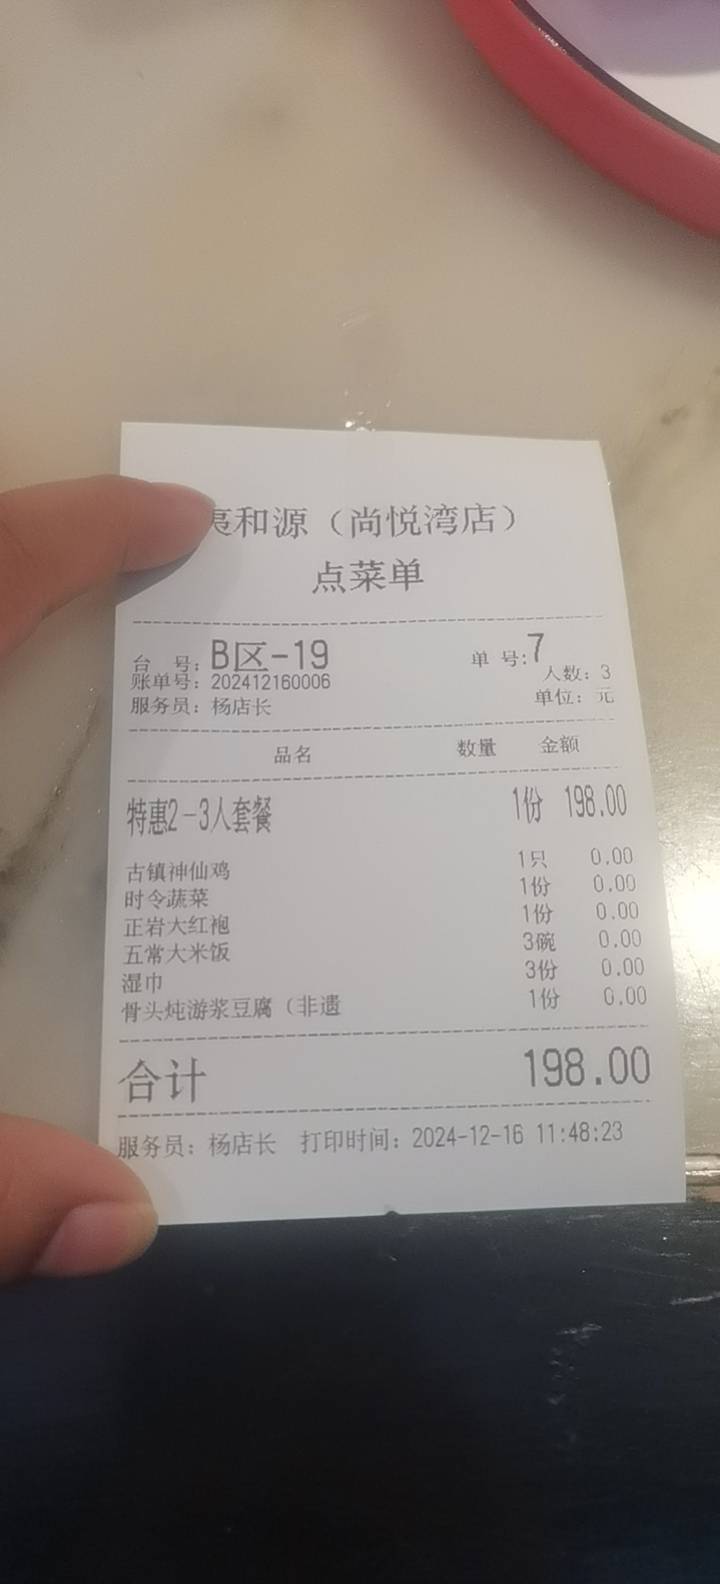 夷和源（尚悦湾店）
点菜单
台 号：B区-19 单 号：7
账单号：202412160006 人数：3
服务员：杨店长 单位：元
品名 数量 金额
特惠2-3人套餐 1份 198.00
古镇神仙鸡 1只 0.00
时令蔬菜 1份 0.00
正岩大红袍 1份 0.00
五常大米饭 3碗 0.00
湿巾 3份 0.00
骨头炖游浆豆腐（非遗 1份 0.00
合计 198.00
服务员：杨店长 打印时间：2024-12-16 11:48:23